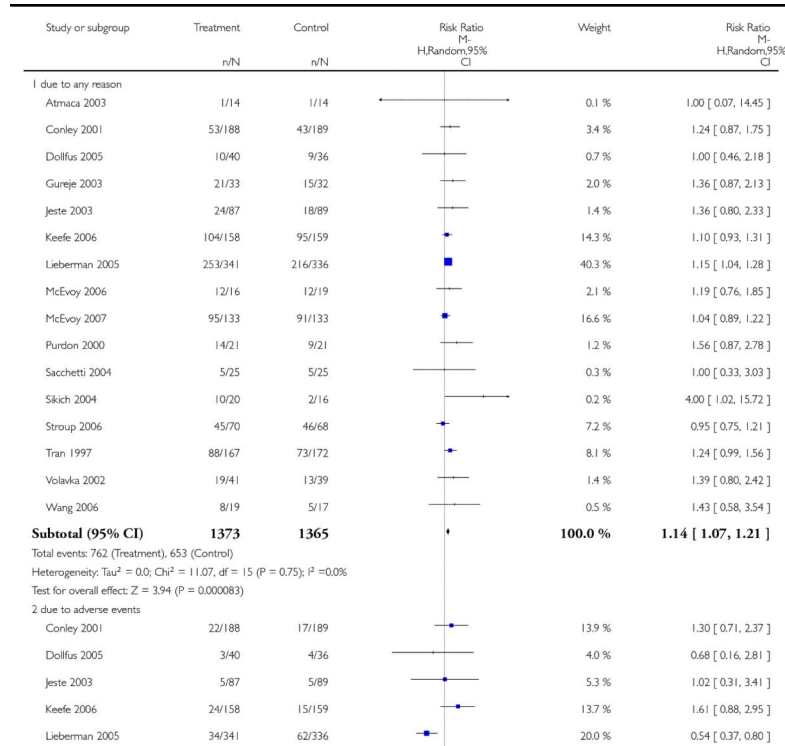 Study or subgroup Treatment Control Risk Ratio Weight Risk Ratio
M- M-
H,Random,95% H,Random,95%
n/N n/N CI CI
1 due to any reason
Atmaca 2003 1/14 1/14 0.1 % 1.00 [ 0.07, 14.45 ]
Conley 2001 53/188 43/189 3.4 % 1.24 [ 0.87, 1.75 ]
Dollfus 2005 10/40 9/36 0.7 % 1.00 [ 0.46, 2.18 ]
Gureje 2003 21/33 15/32 2.0 % 1.36 [ 0.87, 2.13 ]
Jeste 2003 24/87 18/89 1.4 % 1.36 [ 0.80, 2.33 ]
Keefe 2006 104/158 95/159 14.3 % 1.10 [ 0.93, 1.31 ]
Lieberman 2005 253/341 216/336 40.3 % 1.15 [ 1.04, 1.28 ]
McEvoy 2006 12/16 12/19 2.1 % 1.19 [ 0.76, 1.85 ]
McEvoy 2007 95/133 91/133 16.6 % 1.04 [ 0.89, 1.22 ]
Purdon 2000 14/21 9/21 1.2 % 1.56 [ 0.87, 2.78 ]
Sacchetti 2004 5/25 5/25 0.3 % 1.00 [ 0.33, 3.03 ]
Sikich 2004 10/20 2/16 0.2 % 4.00 [ 1.02, 15.72 ]
Stroup 2006 45/70 46/68 7.2 % 0.95 [ 0.75, 1.21 ]
Tran 1997 88/167 73/172 8.1 % 1.24 [ 0.99, 1.56 ]
Volavka 2002 19/41 13/39 1.4 % 1.39 [ 0.80, 2.42 ]
Wang 2006 8/19 5/17 0.5 % 1.43 [ 0.58, 3.54 ]
Subtotal (95% CI) 1373 1365 100.0 % 1.14 [ 1.07, 1.21 ]
Total events: 762 (Treatment), 653 (Control)
Heterogeneity: Tau² = 0.0; Chi² = 11.07, df = 15 (P = 0.75); I² =0.0%
Test for overall effect: Z = 3.94 (P = 0.000083)
2 due to adverse events
Conley 2001 22/188 17/189 13.9 % 1.30 [ 0.71, 2.37 ]
Dollfus 2005 3/40 4/36 4.0 % 0.68 [ 0.16, 2.81 ]
Jeste 2003 5/87 5/89 5.3 % 1.02 [ 0.31, 3.41 ]
Keefe 2006 24/158 15/159 13.7 % 1.61 [ 0.88, 2.95 ]
Lieberman 2005 34/341 62/336 20.0 % 0.54 [ 0.37, 0.80 ]